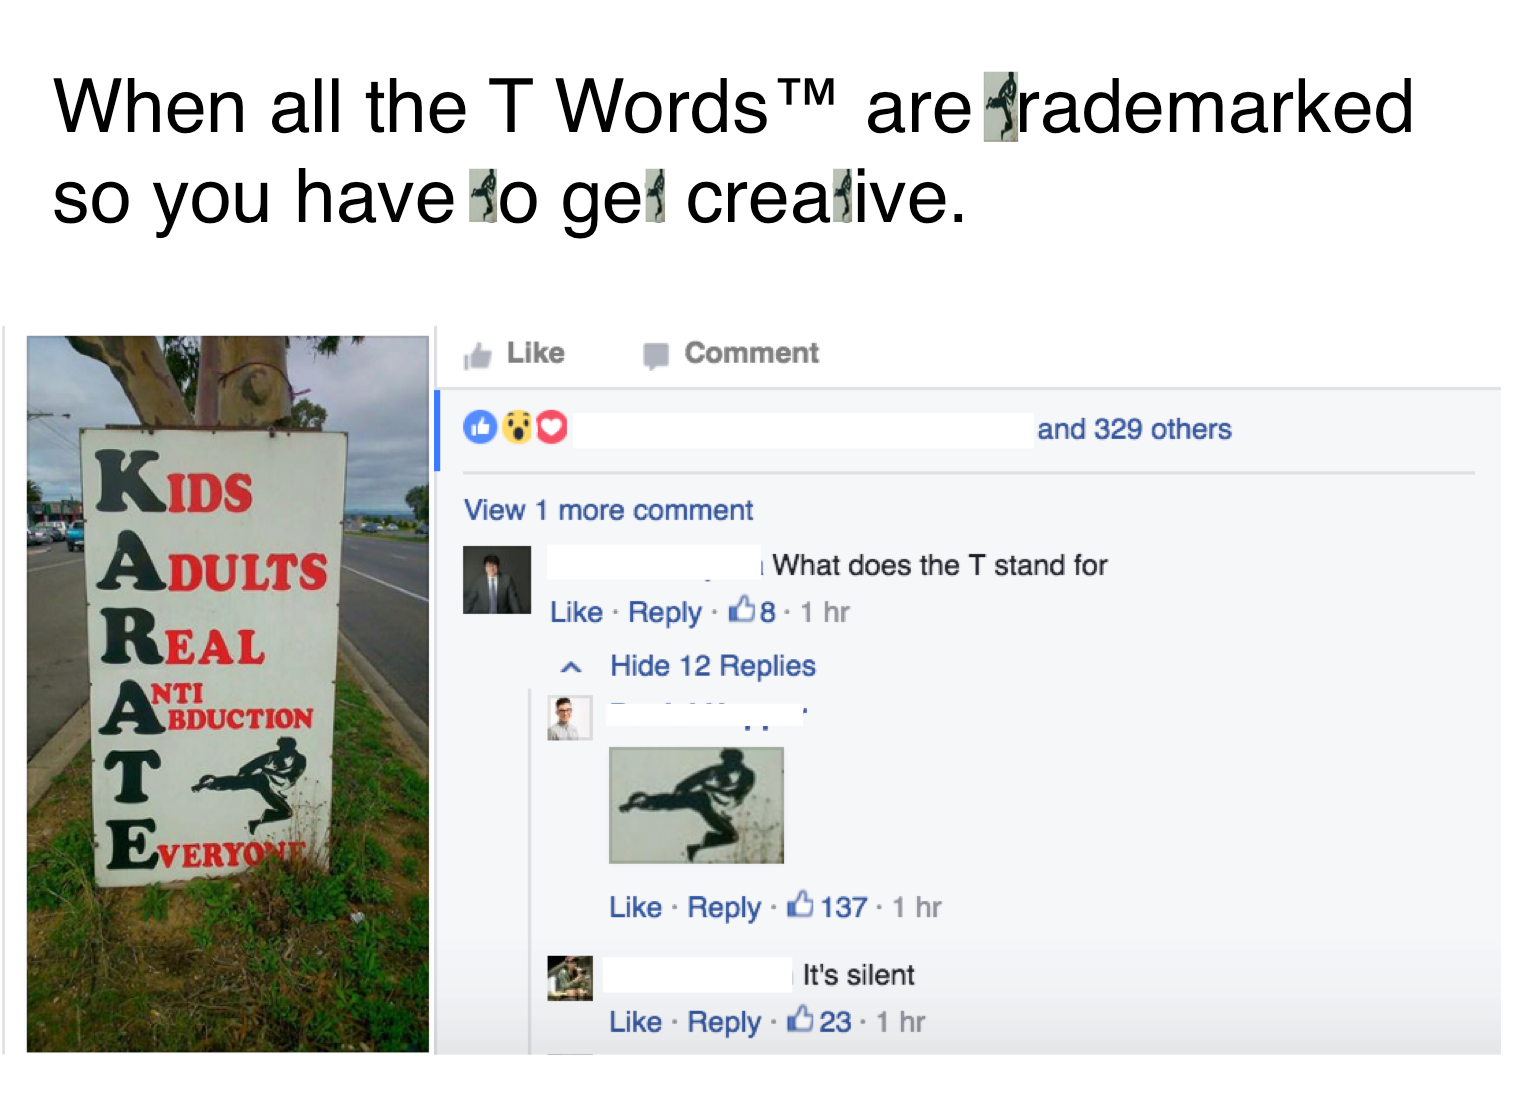 When all the T Words™ are rademarked
so you have o ge crea ive.
KIDS
ADULTS
REAL
ANTI
ABDUCTION
T
EVERYONE
Like Comment
and 329 others
View 1 more comment
What does the T stand for
Like · Reply · 8 · 1 hr
Hide 12 Replies
Like · Reply · 137 · 1 hr
It's silent
Like · Reply · 23 · 1 hr